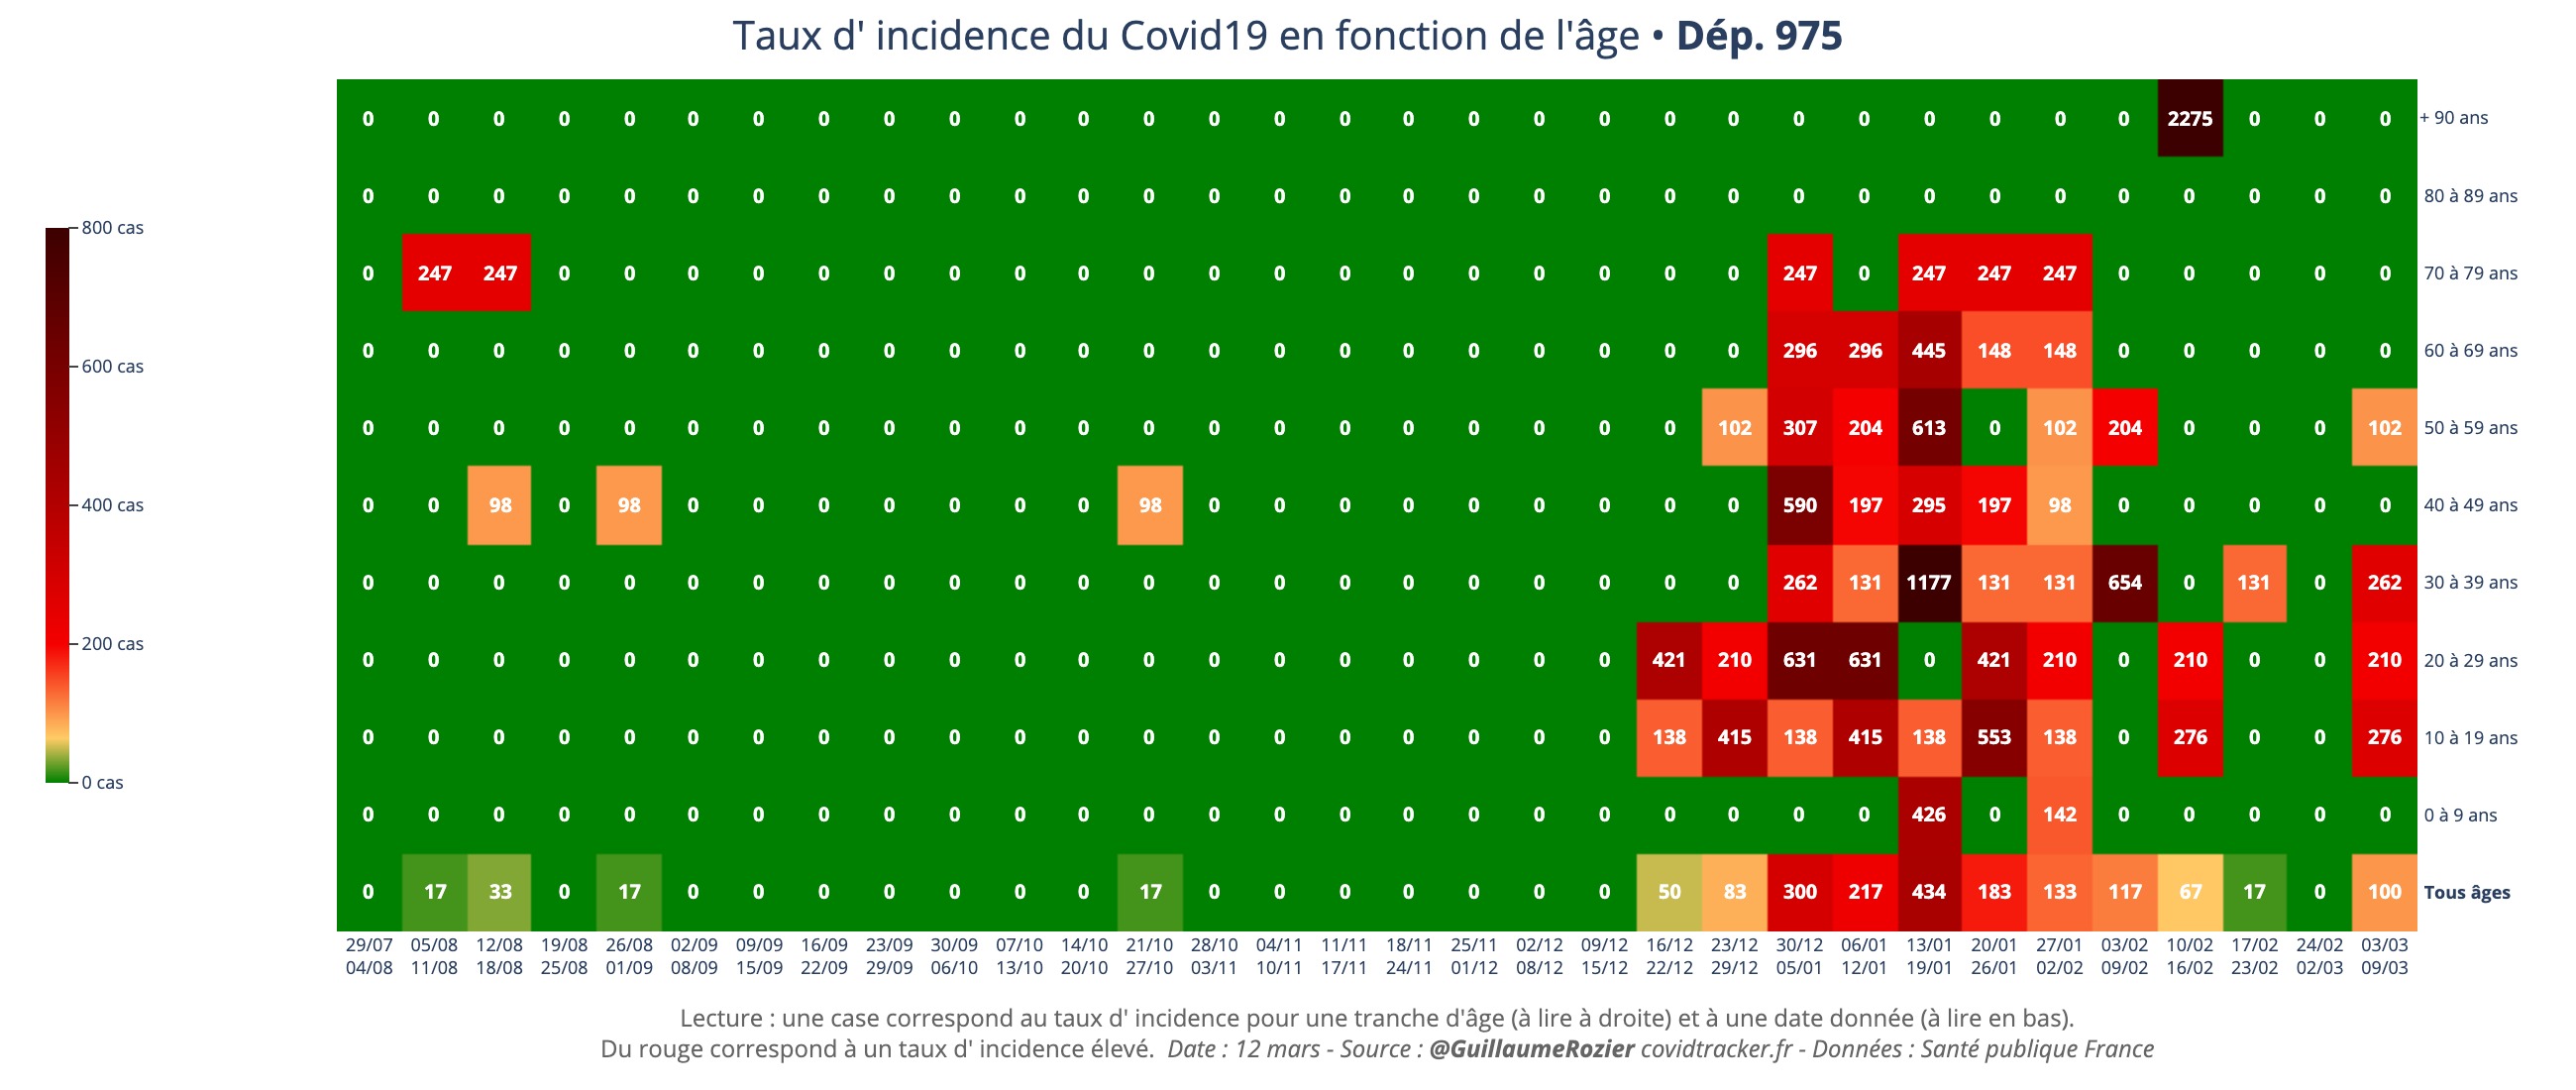 Taux d' incidence du Covid19 en fonction de l'âge • Dép. 975
0 0 0 0 0 0 0 0 0 0 0 0 0 0 0 0 0 0 0 0 0 0 0 0 0 0 0 0 2275 0 0 0 + 90 ans
0 0 0 0 0 0 0 0 0 0 0 0 0 0 0 0 0 0 0 0 0 0 0 0 0 0 0 0 0 0 0 0 80 à 89 ans
800 cas
0 247 247 0 0 0 0 0 0 0 0 0 0 0 0 0 0 0 0 0 0 0 247 0 247 247 247 0 0 0 0 0 70 à 79 ans
0 0 0 0 0 0 0 0 0 0 0 0 0 0 0 0 0 0 0 0 0 0 296 296 445 148 148 0 0 0 0 0 60 à 69 ans
600 cas
0 0 0 0 0 0 0 0 0 0 0 0 0 0 0 0 0 0 0 0 0 102 307 204 613 0 102 204 0 0 0 102 50 à 59 ans
400 cas
0 0 98 0 98 0 0 0 0 0 0 0 98 0 0 0 0 0 0 0 0 0 590 197 295 197 98 0 0 0 0 0 40 à 49 ans
0 0 0 0 0 0 0 0 0 0 0 0 0 0 0 0 0 0 0 0 0 0 262 131 1177 131 131 654 0 131 0 262 30 à 39 ans
200 cas
0 0 0 0 0 0 0 0 0 0 0 0 0 0 0 0 0 0 0 0 421 210 631 631 0 421 210 0 210 0 0 210 20 à 29 ans
0 0 0 0 0 0 0 0 0 0 0 0 0 0 0 0 0 0 0 0 138 415 138 415 138 553 138 0 276 0 0 276 10 à 19 ans
0 cas
0 0 0 0 0 0 0 0 0 0 0 0 0 0 0 0 0 0 0 0 0 0 0 0 426 0 142 0 0 0 0 0 0 à 9 ans
0 17 33 0 17 0 0 0 0 0 0 0 17 0 0 0 0 0 0 0 50 83 300 217 434 183 133 117 67 17 0 100 Tous âges
29/07 05/08 12/08 19/08 26/08 02/09 09/09 16/09 23/09 30/09 07/10 14/10 21/10 28/10 04/11 11/11 18/11 25/11 02/12 09/12 16/12 23/12 30/12 06/01 13/01 20/01 27/01 03/02 10/02 17/02 24/02 03/03
04/08 11/08 18/08 25/08 01/09 08/09 15/09 22/09 29/09 06/10 13/10 20/10 27/10 03/11 10/11 17/11 24/11 01/12 08/12 15/12 22/12 29/12 05/01 12/01 19/01 26/01 02/02 09/02 16/02 23/02 02/03 09/03
Lecture : une case correspond au taux d' incidence pour une tranche d'âge (à lire à droite) et à une date donnée (à lire en bas).
Du rouge correspond à un taux d' incidence élevé. Date : 12 mars - Source : @GuillaumeRozier covidtracker.fr - Données : Santé publique France